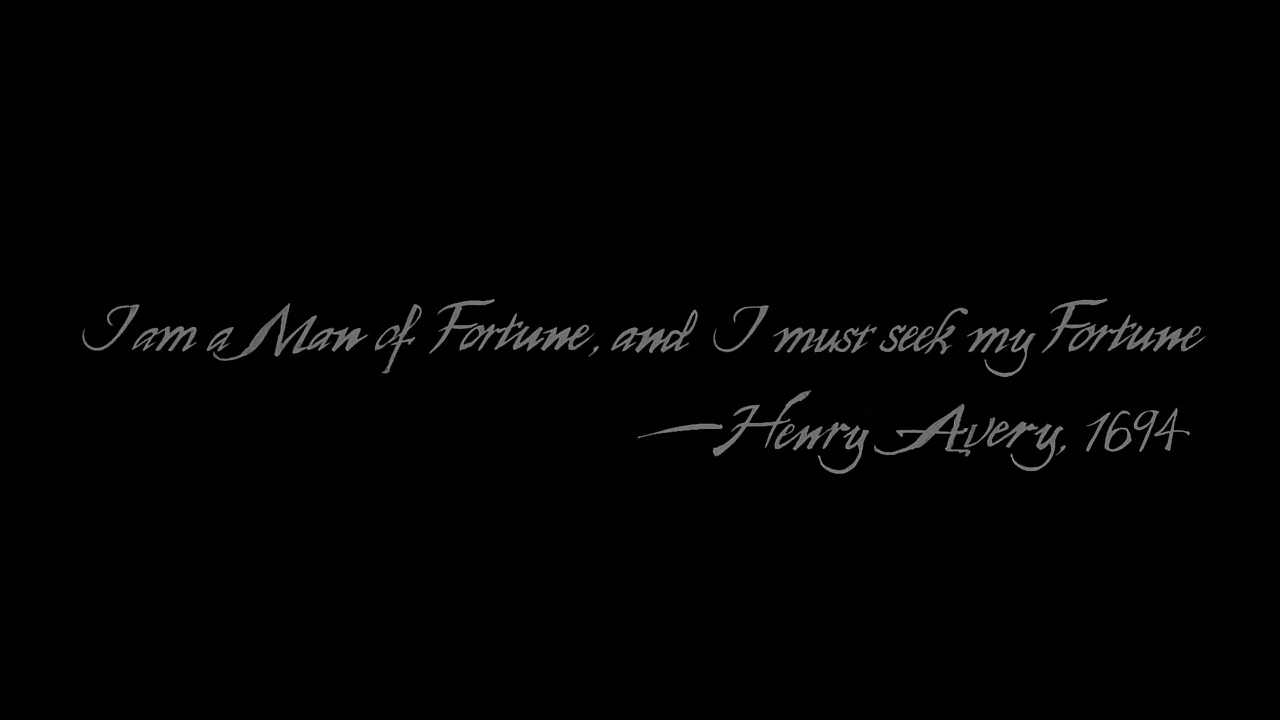 I am a Man of Fortune, and I must seek my Fortune
—Henry Avery, 1694